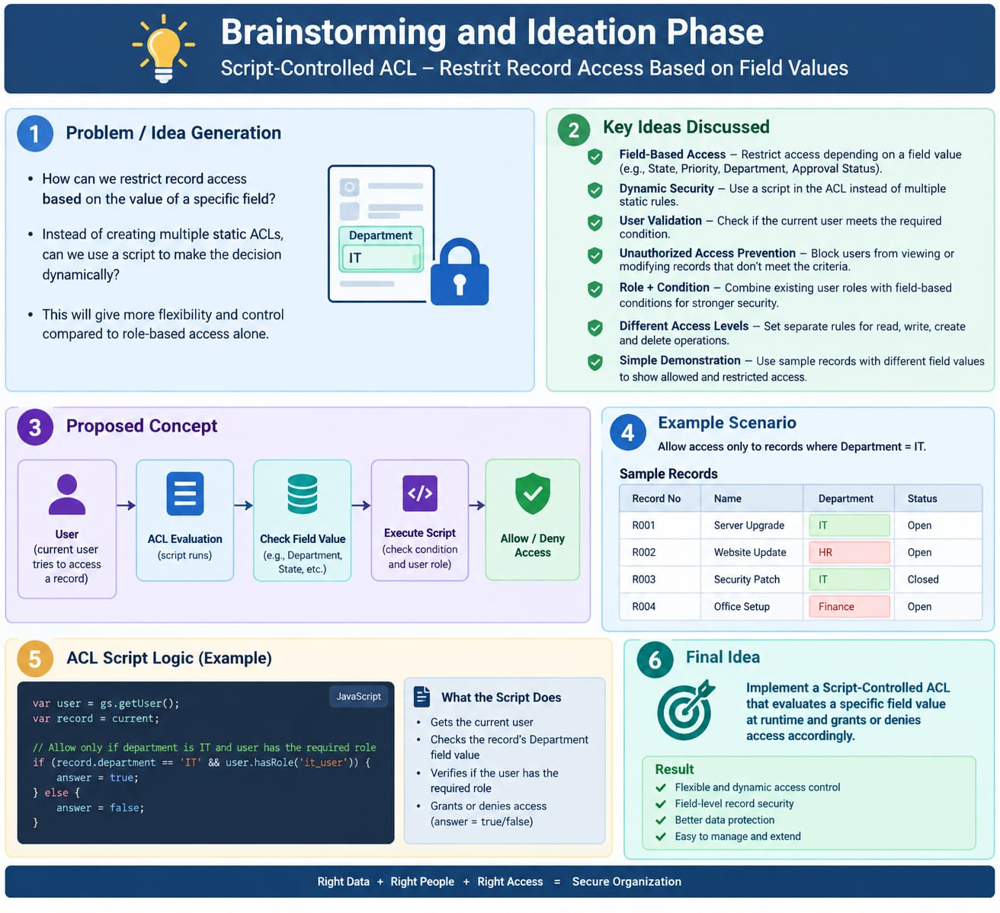 Brainstorming and Ideation Phase
Script-Controlled ACL – Restrit Record Access Based on Field Values
1
Problem / Idea Generation
• How can we restrict record access
based on the value of a specific field?
• Instead of creating multiple static ACLs,
can we use a script to make the decision
dynamically?
• This will give more flexibility and control
compared to role-based access alone.
Department
IT
2
Key Ideas Discussed
Field-Based Access – Restrict access depending on a field value
(e.g., State, Priority, Department, Approval Status).
Dynamic Security – Use a script in the ACL instead of multiple
static rules.
User Validation – Check if the current user meets the required
condition.
Unauthorized Access Prevention – Block users from viewing or
modifying records that don't meet the criteria.
Role + Condition – Combine existing user roles with field-based
conditions for stronger security.
Different Access Levels – Set separate rules for read, write, create
and delete operations.
Simple Demonstration – Use sample records with different field values
to show allowed and restricted access.
3
Proposed Concept
User
(current user
tries to access
a record)
ACL Evaluation
(script runs)
Check Field Value
(e.g., Department,
State, etc.)
</>
Execute Script
(check condition
and user role)
Allow / Deny
Access
4
Example Scenario
Allow access only to records where Department = IT.
Sample Records
Record No Name Department Status
R001 Server Upgrade IT Open
R002 Website Update HR Open
R003 Security Patch IT Closed
R004 Office Setup Finance Open
5
ACL Script Logic (Example)
JavaScript
var user = gs.getUser();
var record = current;
// Allow only if department is IT and user has the required role
if (record.department == 'IT' && user.hasRole('it_user')) {
answer = true;
} else {
answer = false;
}
What the Script Does
• Gets the current user
• Checks the record's Department
field value
• Verifies if the user has the
required role
• Grants or denies access
(answer = true/false)
6
Final Idea
Implement a Script-Controlled ACL
that evaluates a specific field value
at runtime and grants or denies
access accordingly.
Result
Flexible and dynamic access control
Field-level record security
Better data protection
Easy to manage and extend
Right Data + Right People + Right Access = Secure Organization